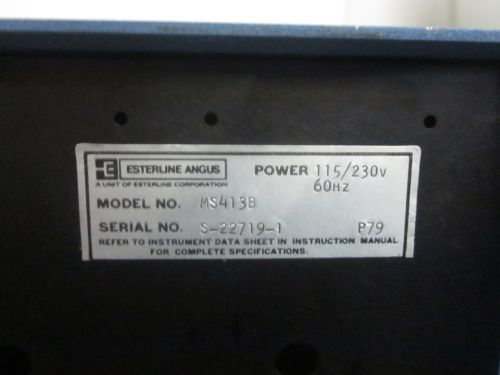 ESTERLINE ANGUS POWER 115/230V
A UNIT OF ESTERLINE CORPORATION 60HZ
MODEL NO. MS413B
SERIAL NO. S-22719-1 P79
REFER TO INSTRUMENT DATA SHEET IN INSTRUCTION MANUAL
FOR COMPLETE SPECIFICATIONS.